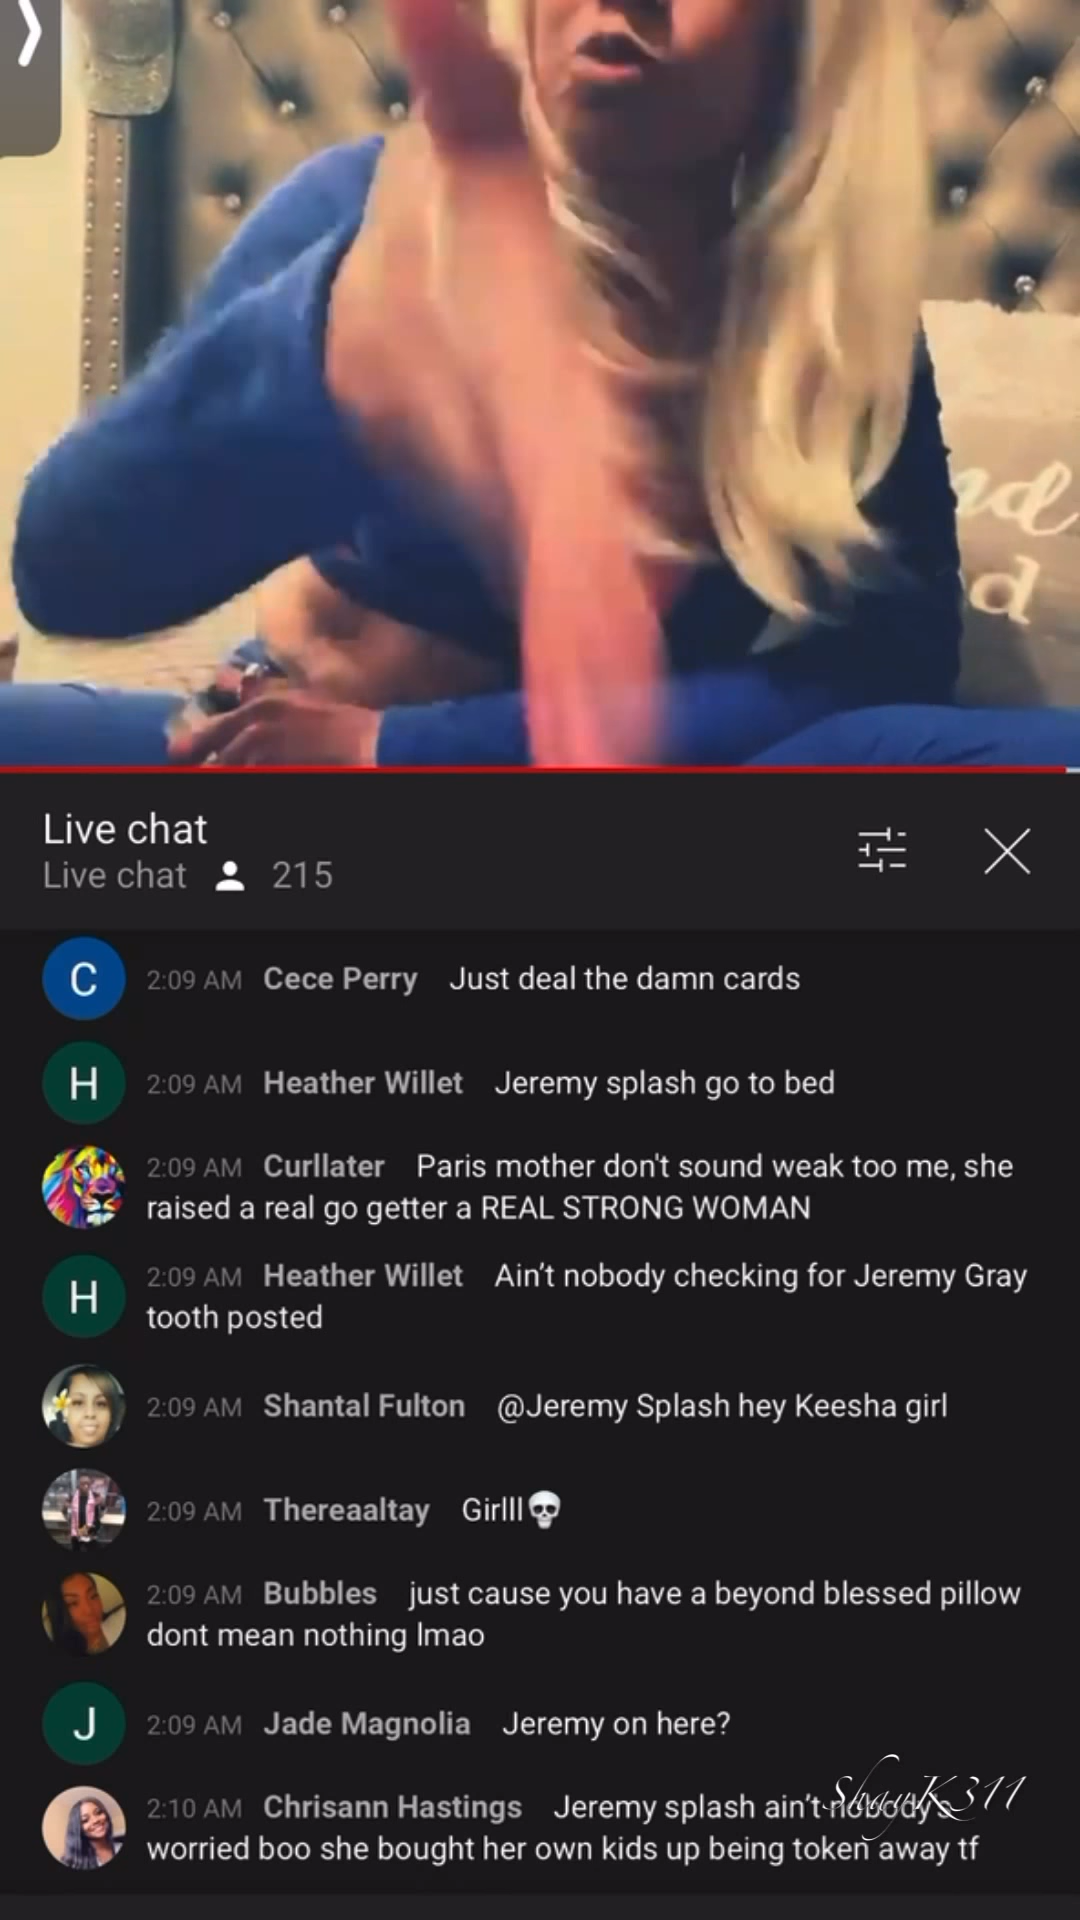 nd
d
Live chat
Live chat 215
C 2:09 AM Cece Perry Just deal the damn cards
H 2:09 AM Heather Willet Jeremy splash go to bed
2:09 AM Curllater Paris mother don't sound weak too me, she
raised a real go getter a REAL STRONG WOMAN
H 2:09 AM Heather Willet Ain’t nobody checking for Jeremy Gray
tooth posted
2:09 AM Shantal Fulton @Jeremy Splash hey Keesha girl
2:09 AM Thereaaltay Girlll💀
2:09 AM Bubbles just cause you have a beyond blessed pillow
dont mean nothing lmao
J 2:09 AM Jade Magnolia Jeremy on here?
ShayK311
2:10 AM Chrisann Hastings Jeremy splash ain’t nobody's
worried boo she bought her own kids up being token away tf